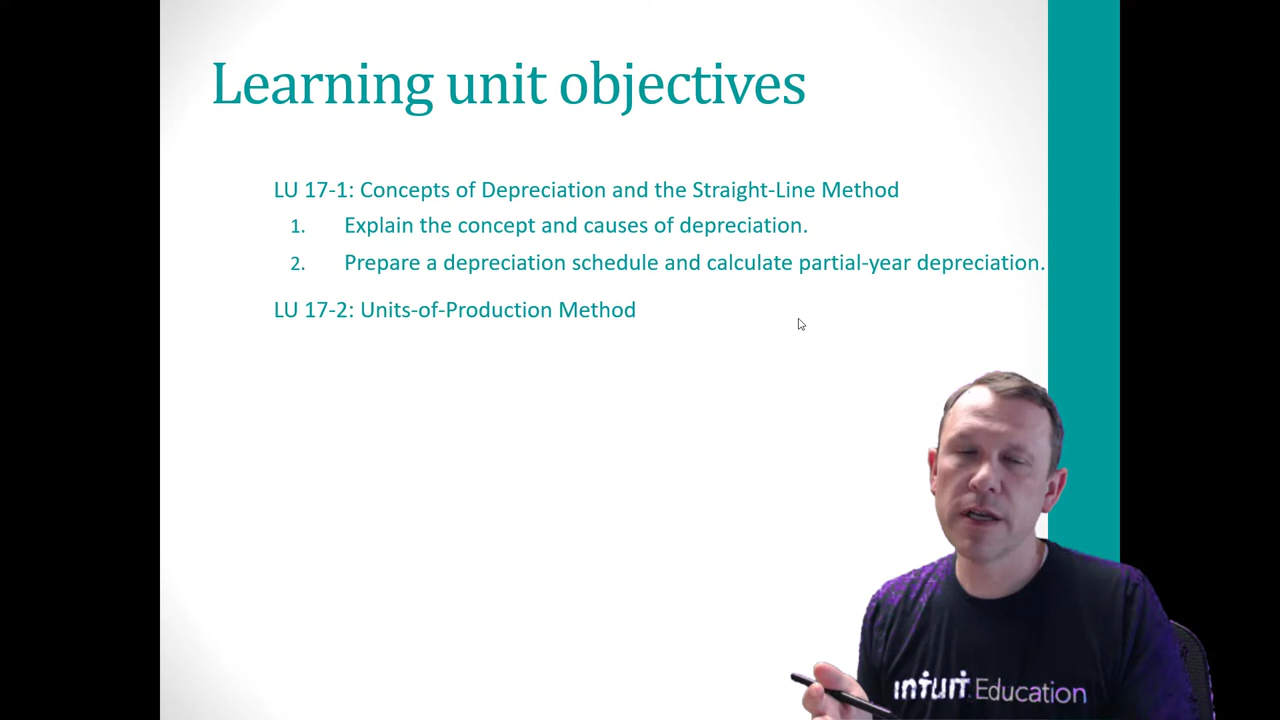 Learning unit objectives
LU 17-1: Concepts of Depreciation and the Straight-Line Method
1. Explain the concept and causes of depreciation.
2. Prepare a depreciation schedule and calculate partial-year depreciation.
LU 17-2: Units-of-Production Method
intuit Education